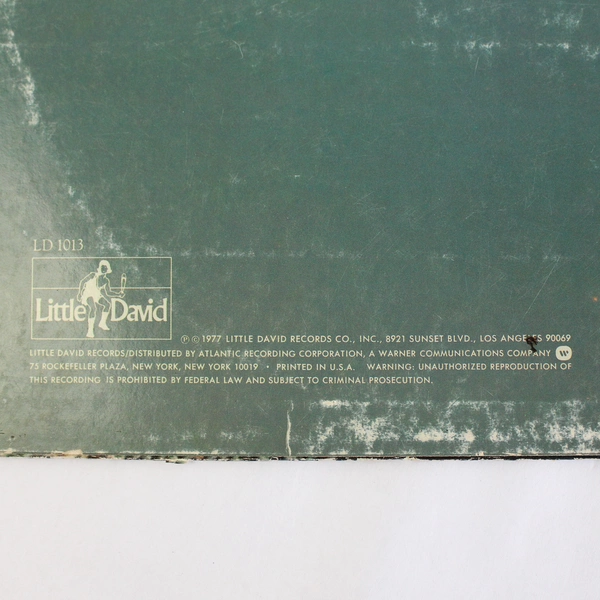 LD 1013
Little David
Ⓟ © 1977 LITTLE DAVID RECORDS CO., INC., 8921 SUNSET BLVD., LOS ANGELES 90069
LITTLE DAVID RECORDS/DISTRIBUTED BY ATLANTIC RECORDING CORPORATION, A WARNER COMMUNICATIONS COMPANY
75 ROCKEFELLER PLAZA, NEW YORK, NEW YORK 10019 • PRINTED IN U.S.A. WARNING: UNAUTHORIZED REPRODUCTION OF
THIS RECORDING IS PROHIBITED BY FEDERAL LAW AND SUBJECT TO CRIMINAL PROSECUTION.